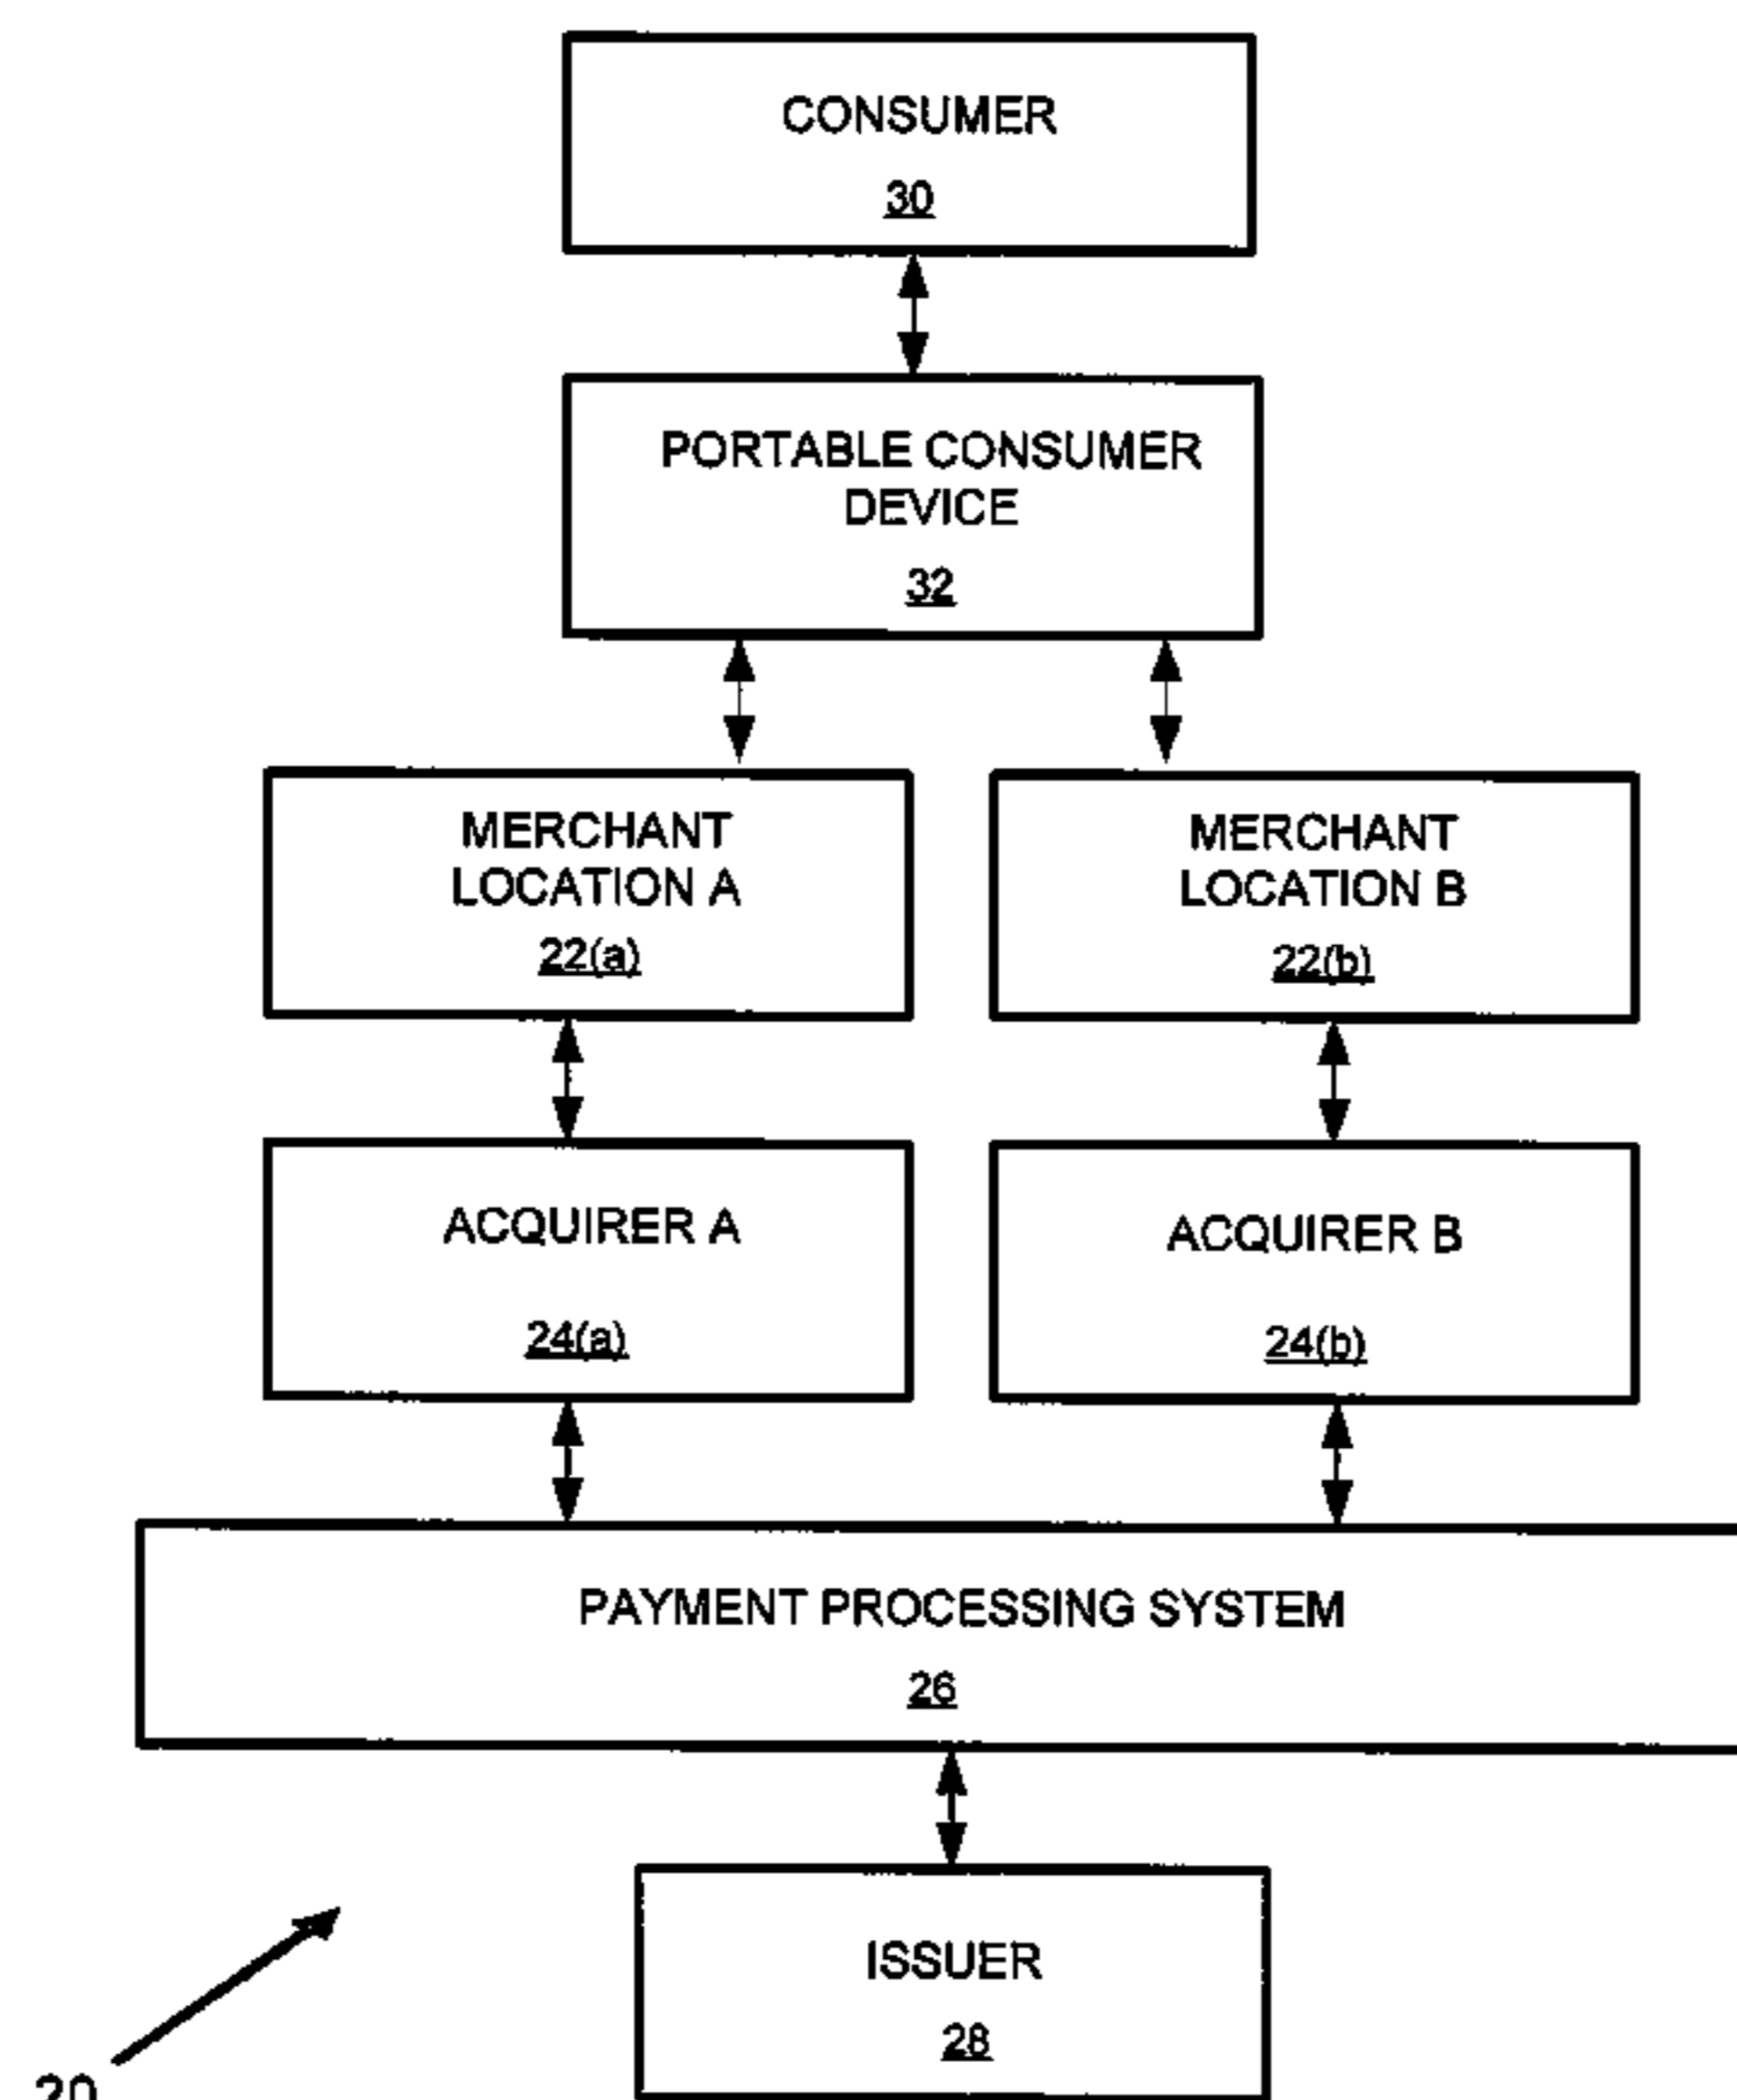 CONSUMER
30
PORTABLE CONSUMER
DEVICE
32
MERCHANT
LOCATION A
22(a)
MERCHANT
LOCATION B
22(b)
ACQUIRER A
24(a)
ACQUIRER B
24(b)
PAYMENT PROCESSING SYSTEM
26
ISSUER
28
20